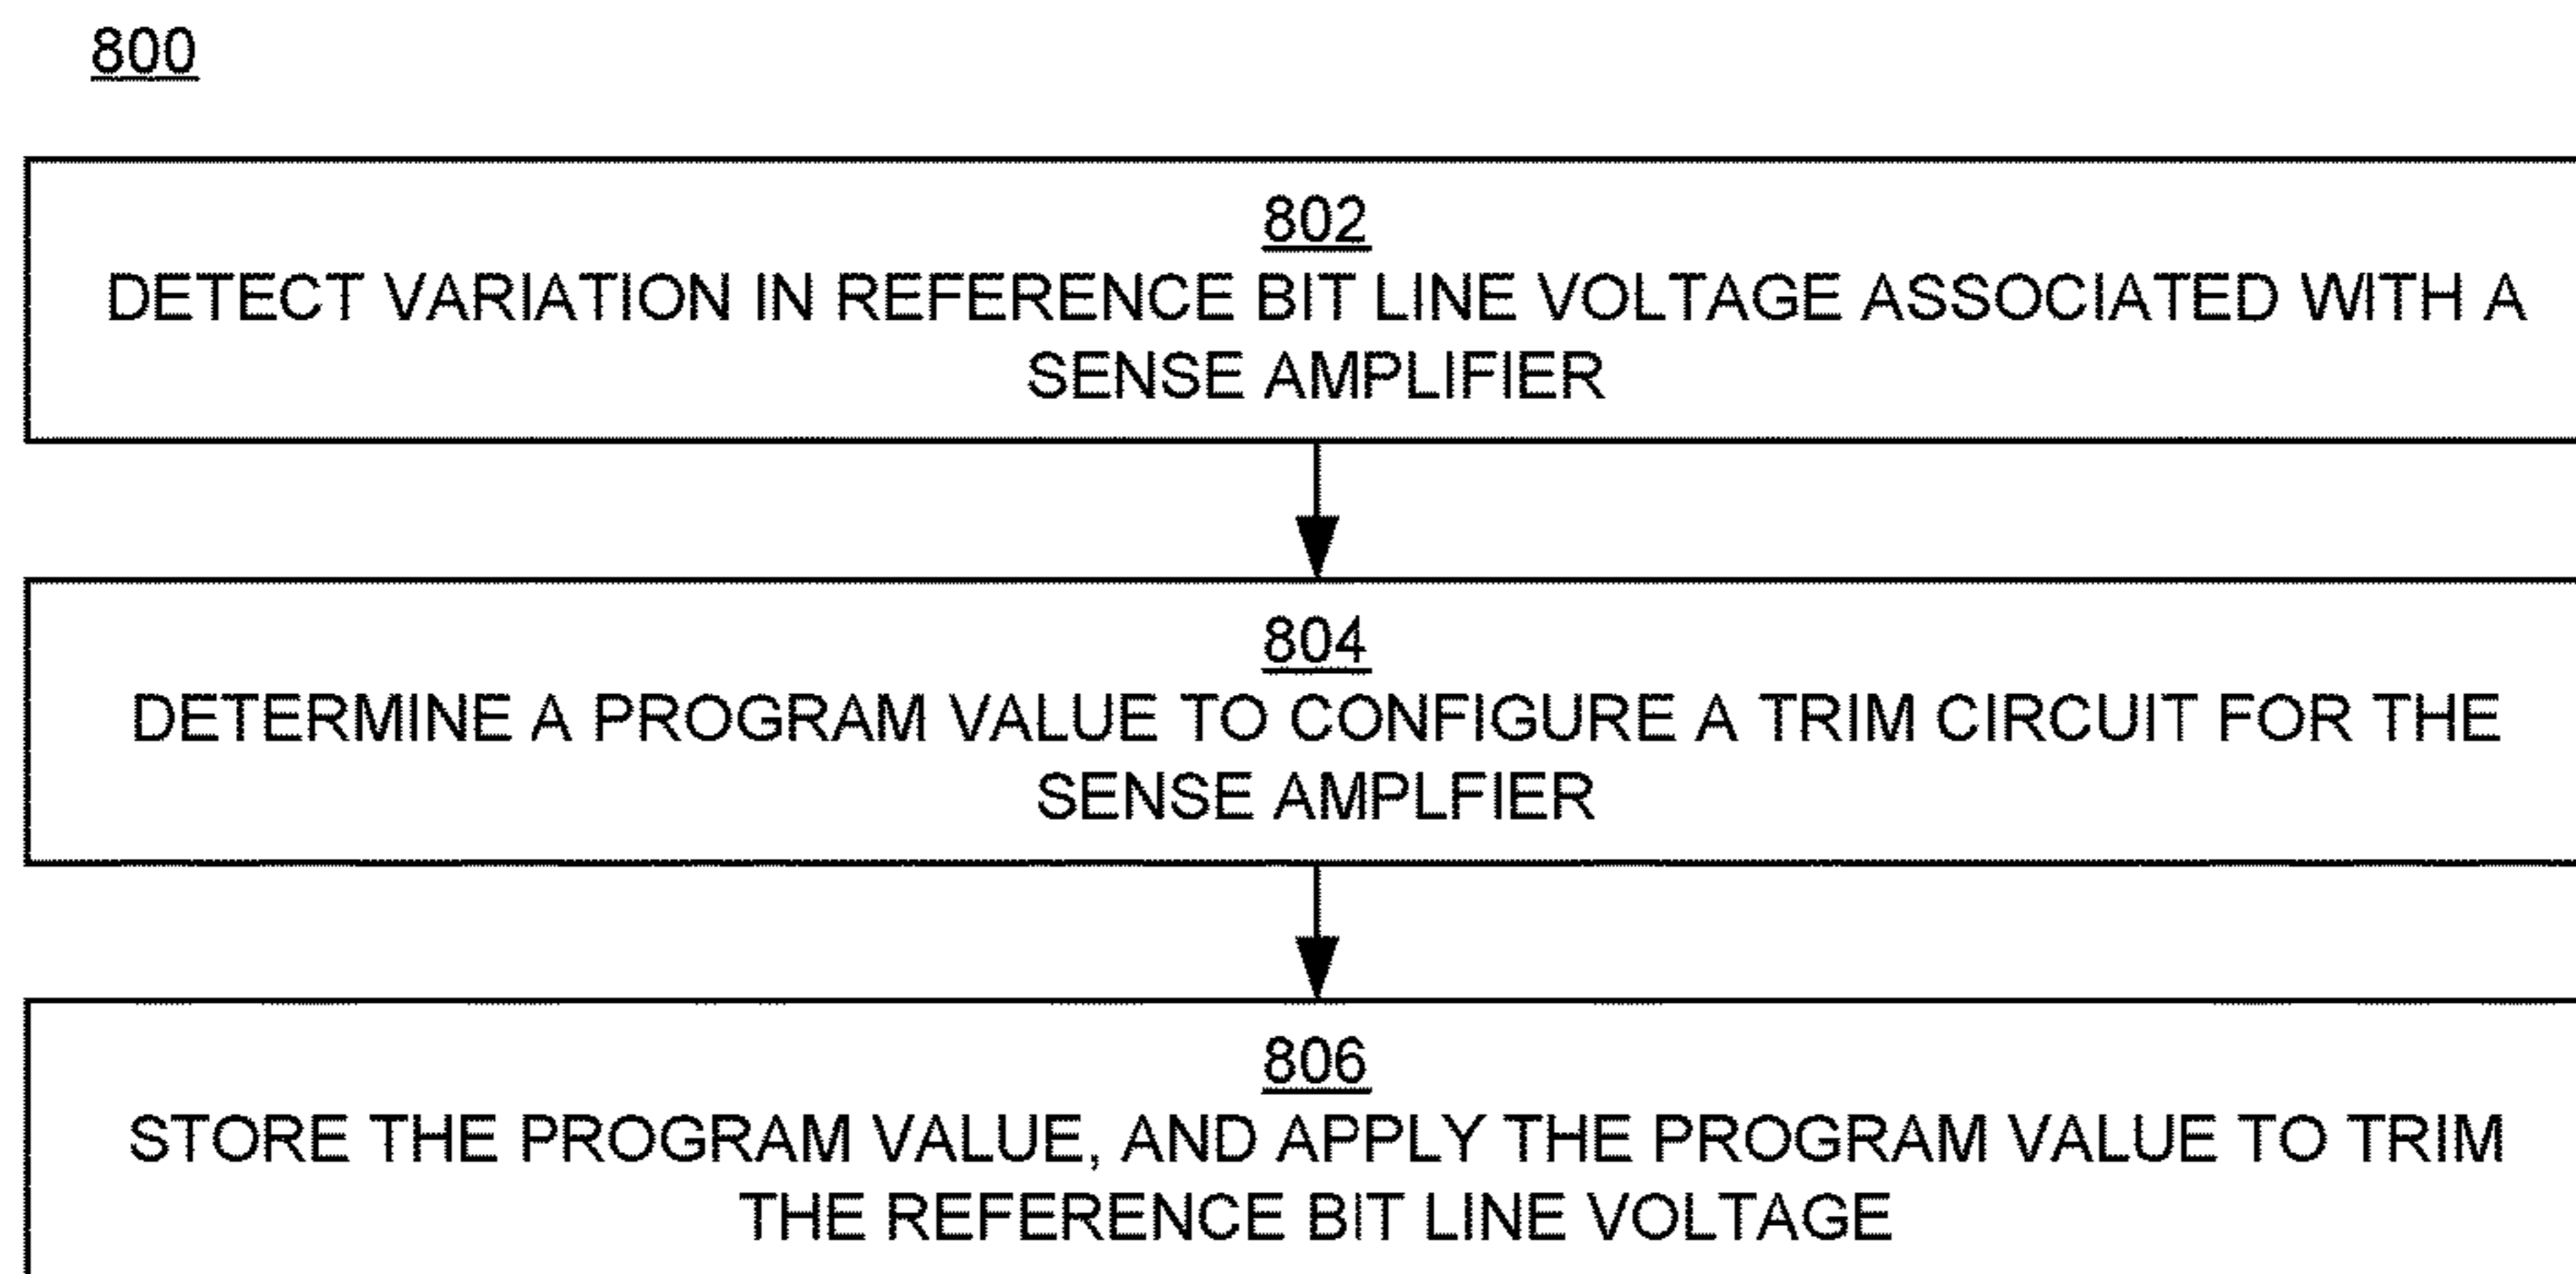 800
802
DETECT VARIATION IN REFERENCE BIT LINE VOLTAGE ASSOCIATED WITH A
SENSE AMPLIFIER
804
DETERMINE A PROGRAM VALUE TO CONFIGURE A TRIM CIRCUIT FOR THE
SENSE AMPLFIER
806
STORE THE PROGRAM VALUE, AND APPLY THE PROGRAM VALUE TO TRIM
THE REFERENCE BIT LINE VOLTAGE